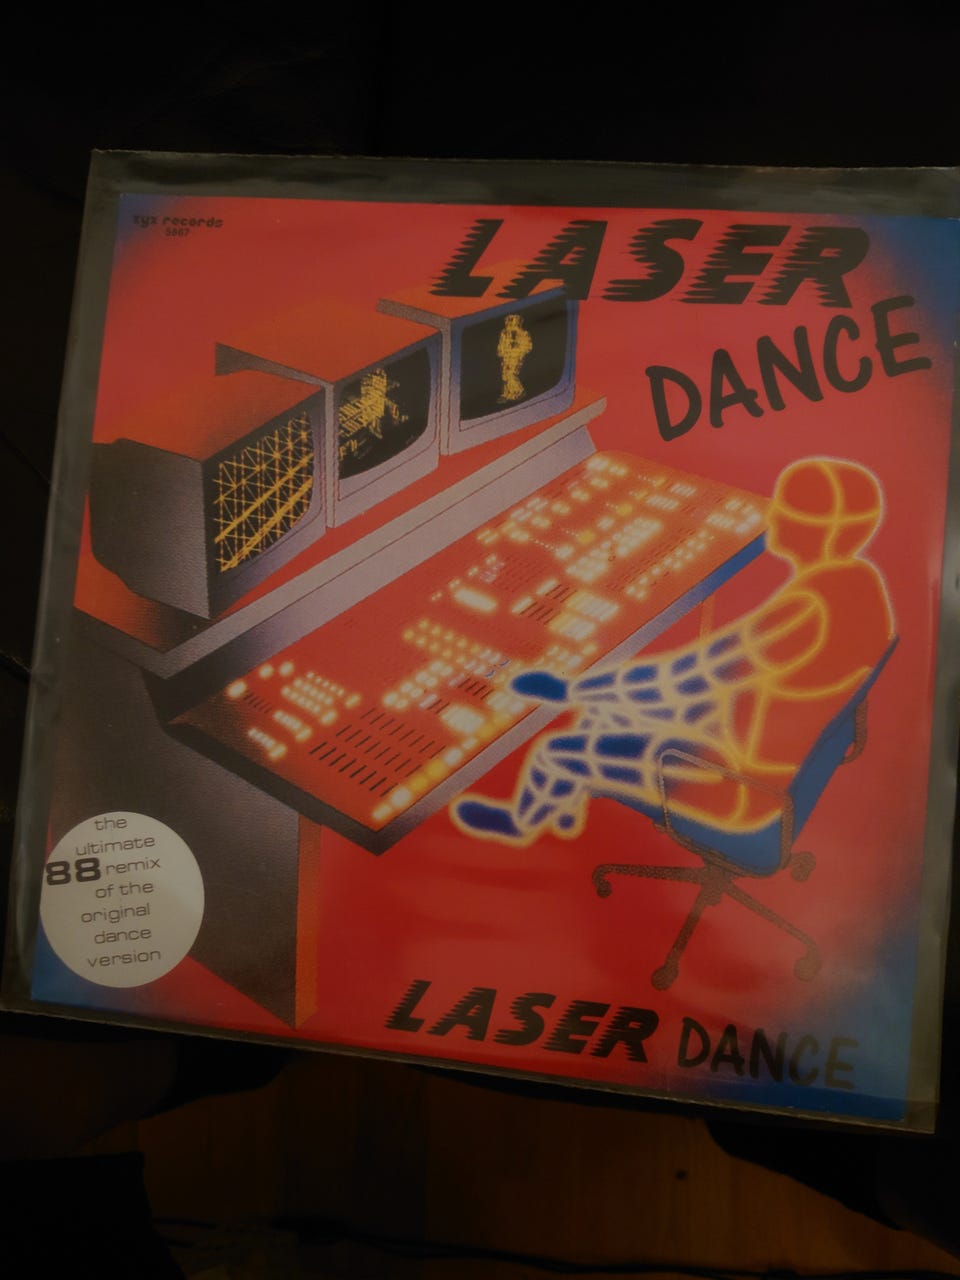 zyx records
5867
LASER
DANCE
the
ultimate
88 remix
of the
original
dance
version
LASER DANCE